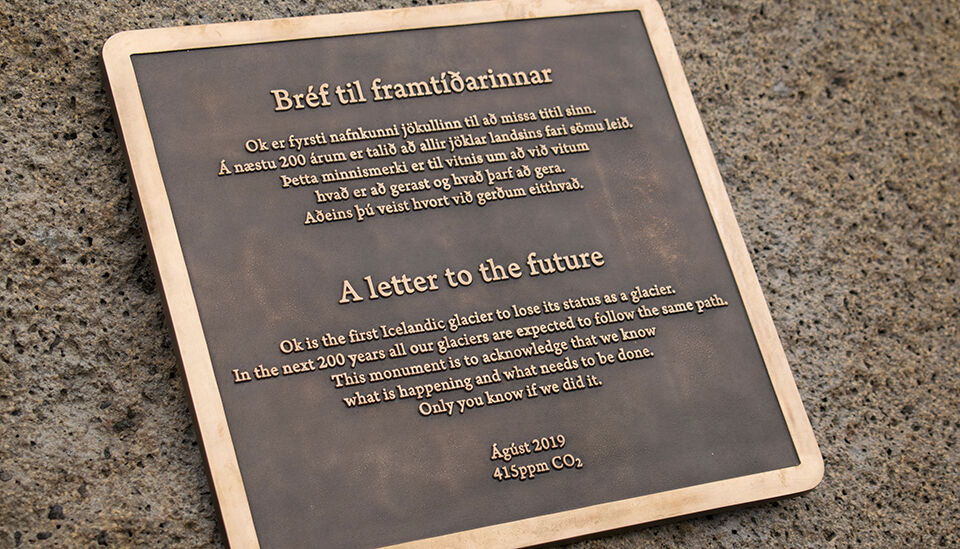 Bréf til framtíðarinnar
Ok er fyrsti nafnkunni jökullinn til að missa titil sinn.
Á næstu 200 árum er talið að allir jöklar landsins fari sömu leið.
Þetta minnismerki er til vitnis um að við vitum
hvað er að gerast og hvað þarf að gera.
Aðeins þú veist hvort við gerðum eitthvað.
A letter to the future
Ok is the first Icelandic glacier to lose its status as a glacier.
In the next 200 years all our glaciers are expected to follow the same path.
This monument is to acknowledge that we know
what is happening and what needs to be done.
Only you know if we did it.
Ágúst 2019
415ppm CO₂